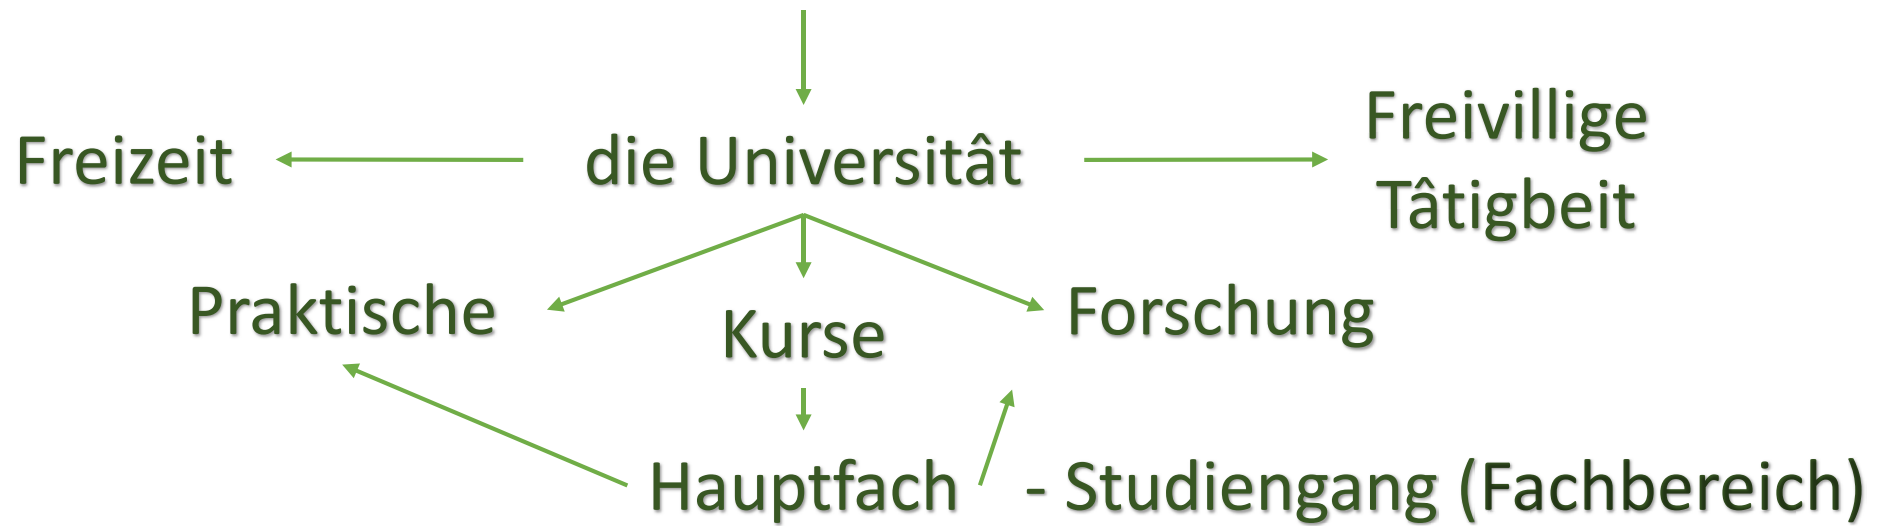 Freivillige
Freizeit die Universitât
Tâtigbeit
Praktische Kurse Forschung
Hauptfach - Studiengang (Fachbereich)